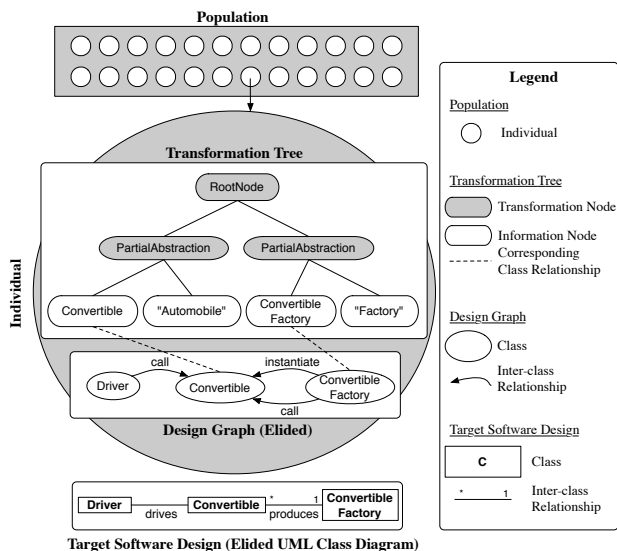 Population
Transformation Tree
RootNode
PartialAbstraction
PartialAbstraction
Convertible
"Automobile"
Convertible
Factory
"Factory"
Individual
call
instantiate
Driver
Convertible
Convertible
Factory
call
Design Graph (Elided)
Driver
drives
Convertible
* 1
produces
Convertible
Factory
Target Software Design (Elided UML Class Diagram)
Legend
Population
Individual
Transformation Tree
Transformation Node
Information Node
Corresponding
Class Relationship
Design Graph
Class
Inter-class
Relationship
Target Software Design
C
Class
* 1
Inter-class
Relationship